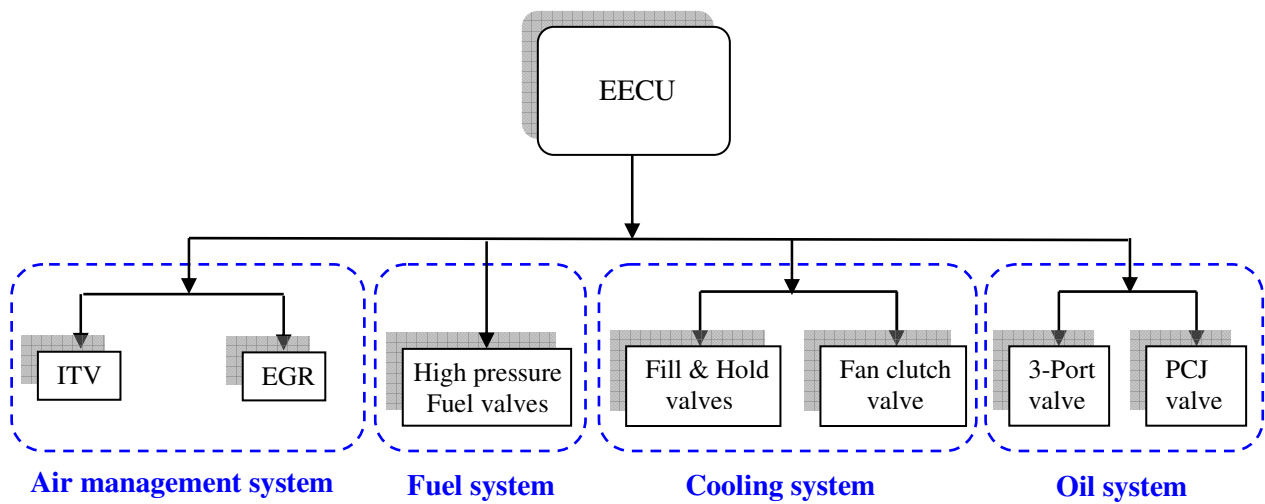 EECU
ITV
EGR
High pressure
Fuel valves
Fill & Hold
valves
Fan clutch
valve
3-Port
valve
PCJ
valve
Air management system
Fuel system
Cooling system
Oil system